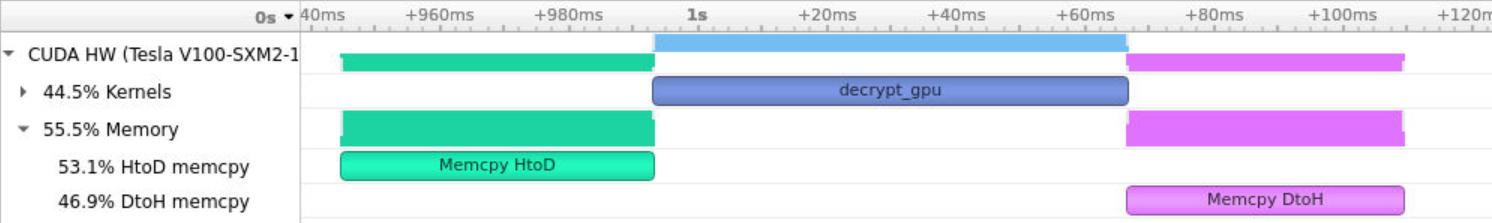 0s 40ms +960ms +980ms 1s +20ms +40ms +60ms +80ms +100ms +120m
CUDA HW (Tesla V100-SXM2-1
44.5% Kernels decrypt_gpu
55.5% Memory
53.1% HtoD memcpy Memcpy HtoD
46.9% DtoH memcpy Memcpy DtoH